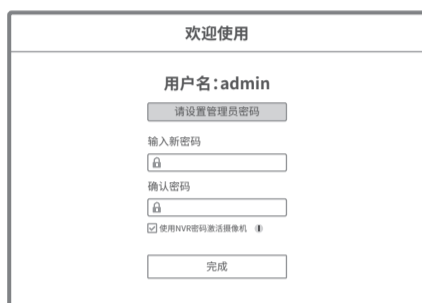 欢迎使用
用户名:admin
请设置管理员密码
输入新密码
确认密码
使用NVR密码激活摄像机
完成